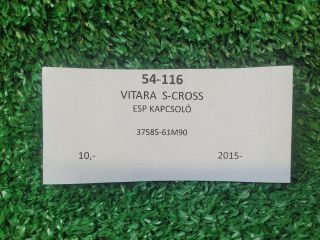 54-116
VITARA S-CROSS
ESP KAPCSOLÓ
37585-61M90
10,- 2015-